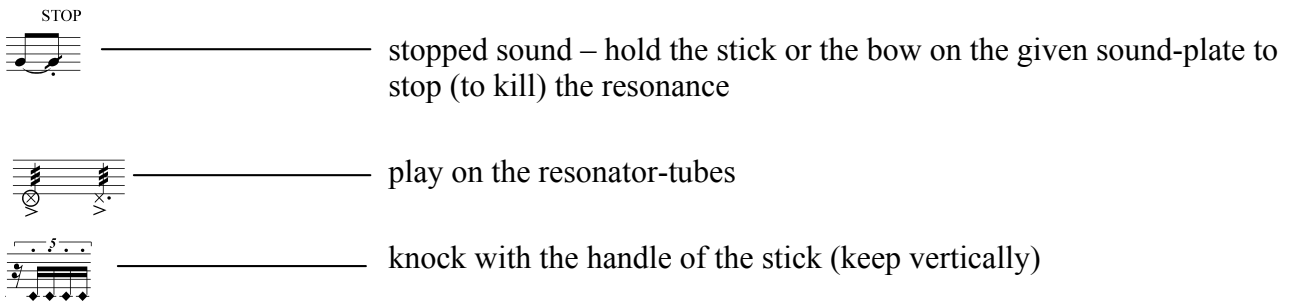 STOP
stopped sound – hold the stick or the bow on the given sound-plate to
stop (to kill) the resonance
play on the resonator-tubes
5
knock with the handle of the stick (keep vertically)